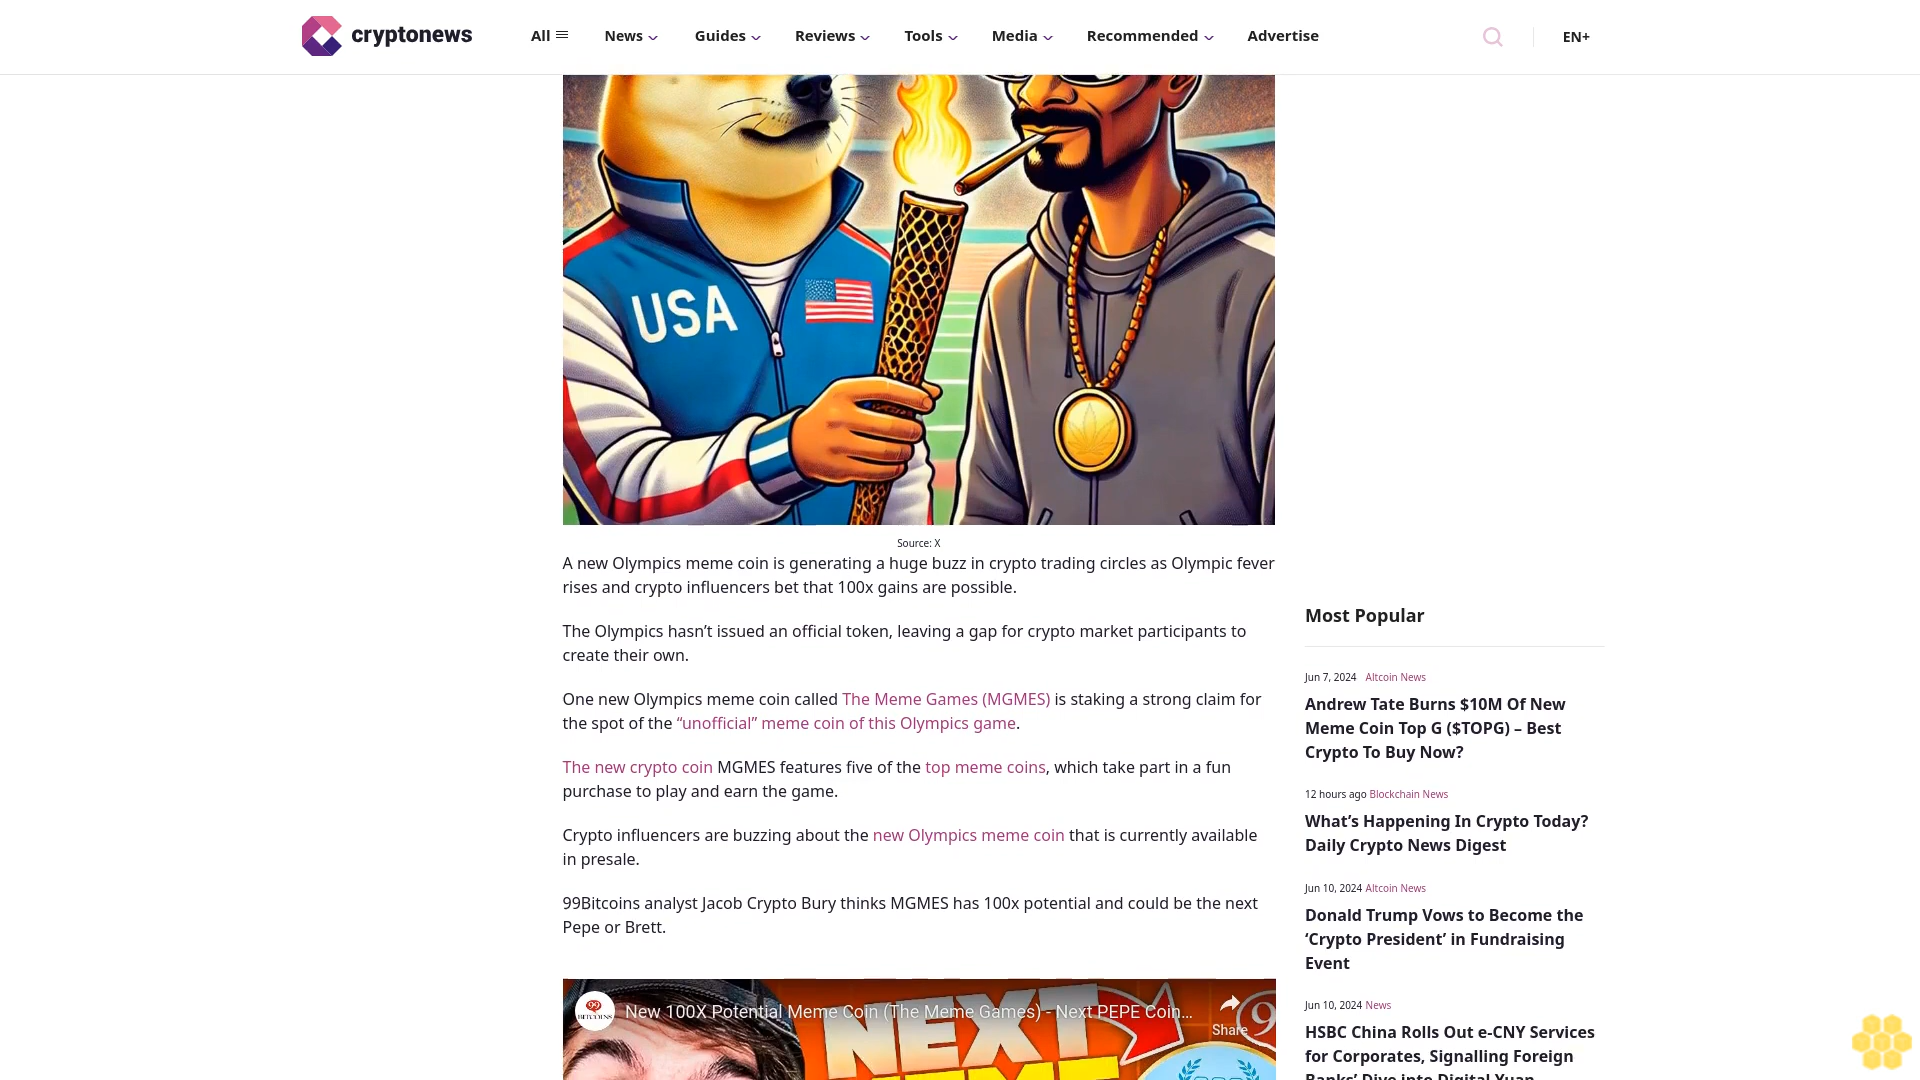 cryptonews
All
News
Guides
Reviews
Tools
Media
Recommended
Advertise
EN+
USA
Source: X
A new Olympics meme coin is generating a huge buzz in crypto trading circles as Olympic fever
rises and crypto influencers bet that 100x gains are possible.
The Olympics hasn’t issued an official token, leaving a gap for crypto market participants to
create their own.
One new Olympics meme coin called The Meme Games (MGMES) is staking a strong claim for
the spot of the “unofficial” meme coin of this Olympics game.
The new crypto coin MGMES features five of the top meme coins, which take part in a fun
purchase to play and earn the game.
Crypto influencers are buzzing about the new Olympics meme coin that is currently available
in presale.
99Bitcoins analyst Jacob Crypto Bury thinks MGMES has 100x potential and could be the next
Pepe or Brett.
99
BITCOINS
New 100X Potential Meme Coin (The Meme Games) - Next PEPE Coin...
Share
NEXT
Most Popular
Jun 7, 2024 Altcoin News
Andrew Tate Burns $10M Of New
Meme Coin Top G ($TOPG) – Best
Crypto To Buy Now?
12 hours ago Blockchain News
What’s Happening In Crypto Today?
Daily Crypto News Digest
Jun 10, 2024 Altcoin News
Donald Trump Vows to Become the
‘Crypto President’ in Fundraising
Event
Jun 10, 2024 News
HSBC China Rolls Out e-CNY Services
for Corporates, Signalling Foreign
Banks’ Dive into Digital Yuan